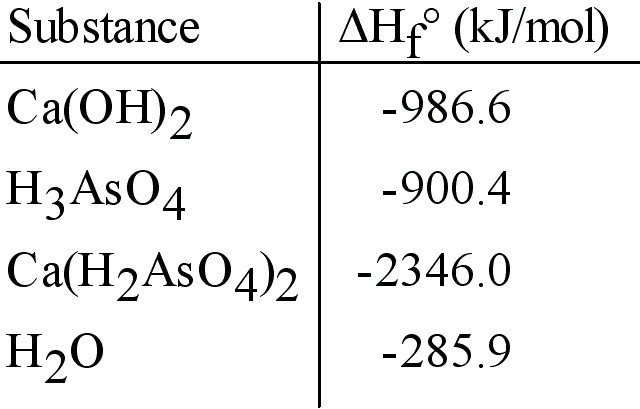 Substance ΔHf° (kJ/mol)
Ca(OH)2 -986.6
H3AsO4 -900.4
Ca(H2AsO4)2 -2346.0
H2O -285.9